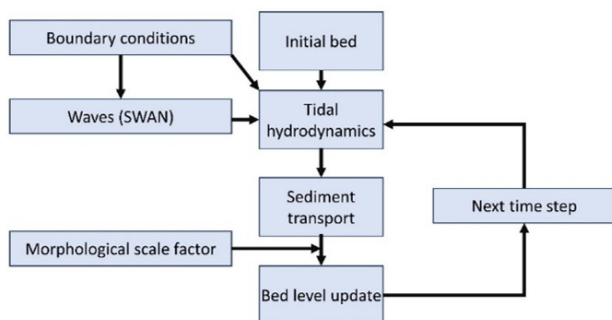 Boundary conditions
Initial bed
Waves (SWAN)
Tidal
hydrodynamics
Sediment
transport
Next time step
Morphological scale factor
Bed level update